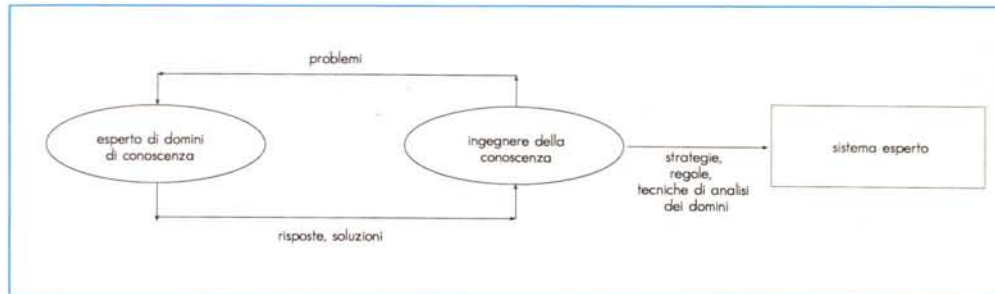 problemi
esperto di domini
di conoscenza
ingegnere della
conoscenza
strategie,
regole,
tecniche di analisi
dei domini
sistema esperto
risposte, soluzioni